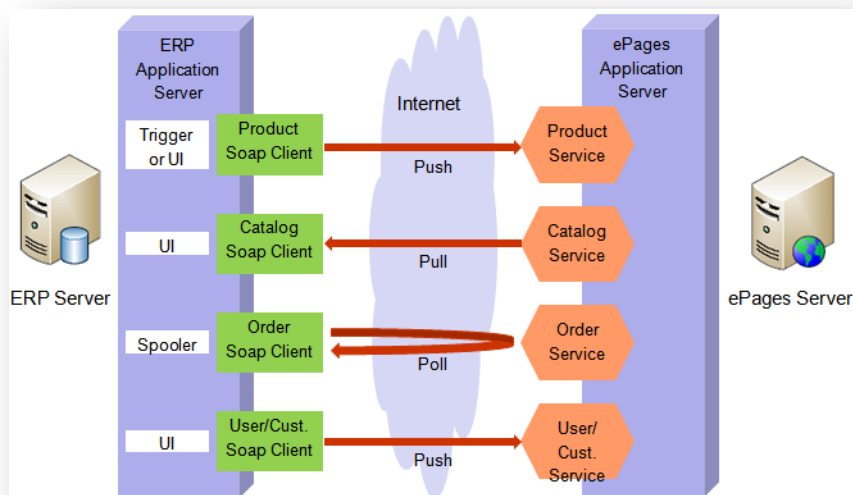 ERP
Application
Server
ePages
Application
Server
Internet
Trigger
or UI
Product
Soap Client
Push
Product
Service
UI
Catalog
Soap Client
Pull
Catalog
Service
ERP Server
ePages Server
Spooler
Order
Soap Client
Poll
Order
Service
UI
User/Cust.
Soap Client
Push
User/
Cust.
Service